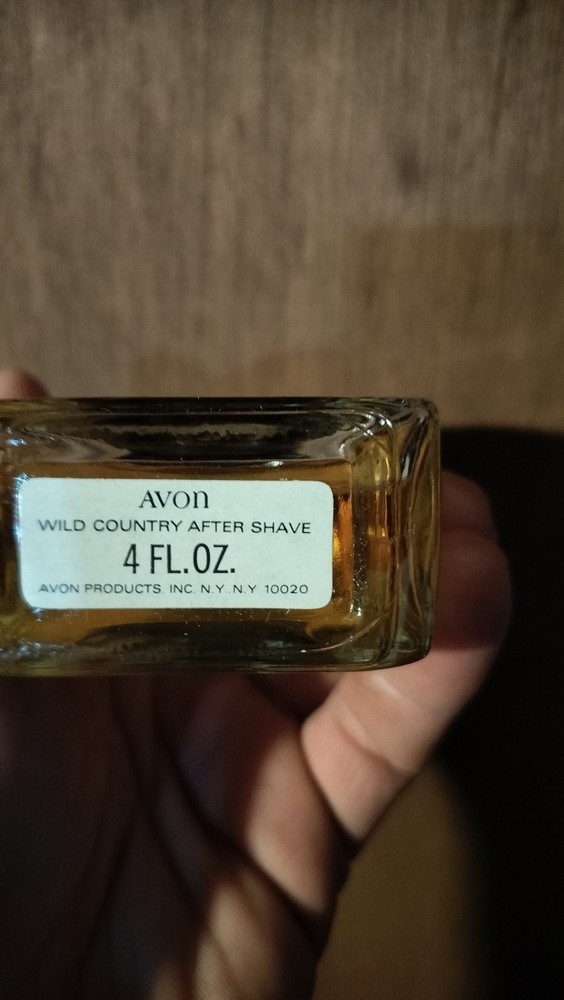 AVON
WILD COUNTRY AFTER SHAVE
4 FL.OZ.
AVON PRODUCTS. INC. N.Y., N.Y 10020